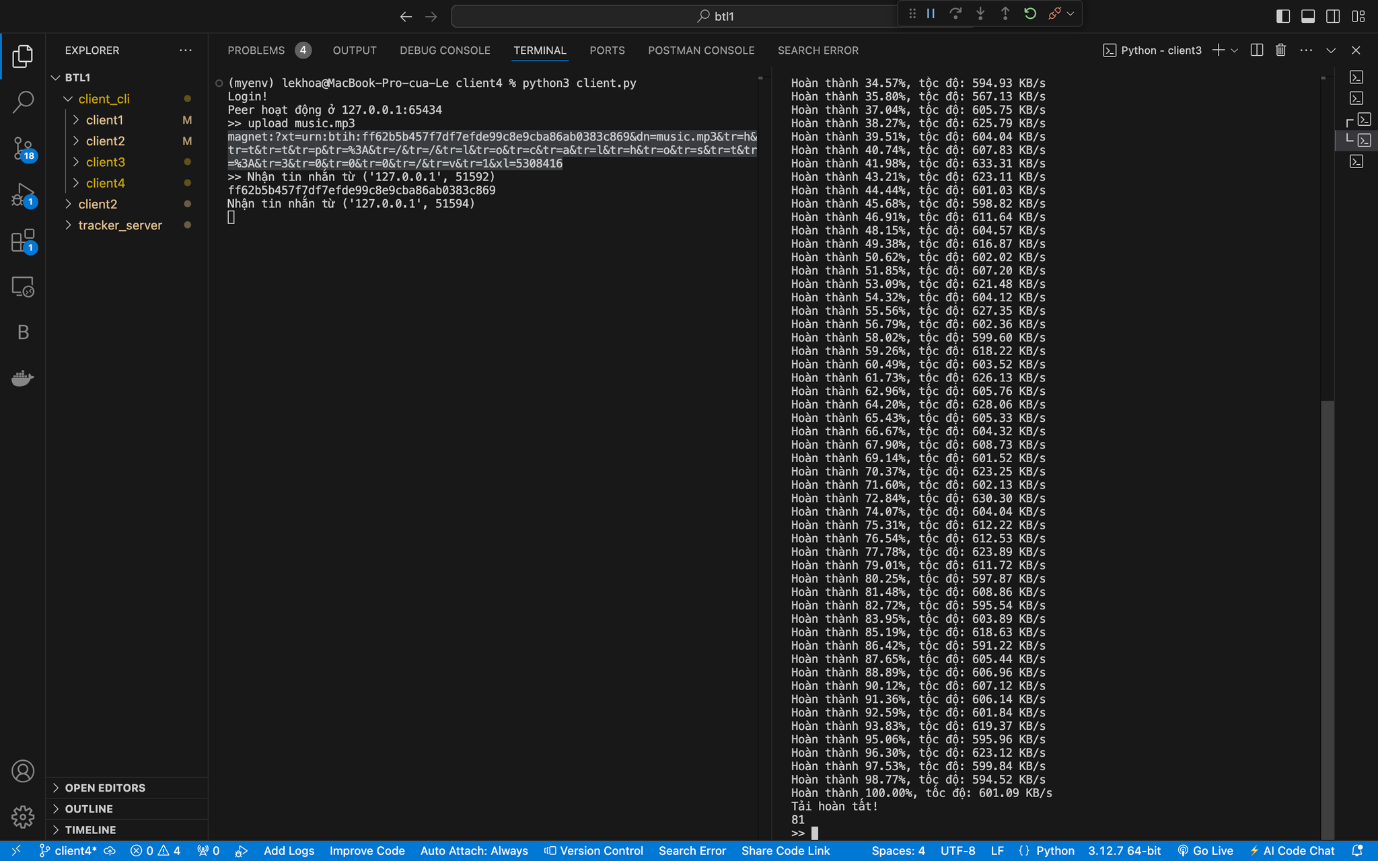 btl1
EXPLORER
BTL1
client_cli
client1 M
client2 M
client3
client4
client2
tracker_server
OPEN EDITORS
OUTLINE
TIMELINE
18
1
1
B
PROBLEMS 4 OUTPUT DEBUG CONSOLE TERMINAL PORTS POSTMAN CONSOLE SEARCH ERROR
Python - client3
(myenv) lekhoa@MacBook-Pro-cua-Le client4 % python3 client.py
Login!
Peer hoạt động ở 127.0.0.1:65434
>> upload music.mp3
magnet:?xt=urn:btih:ff62b5b457f7df7efde99c8e9cba86ab0383c869&dn=music.mp3&tr=h&
tr=t&tr=t&tr=p&tr=%3A&tr=/&tr=/&tr=l&tr=o&tr=c&tr=a&tr=l&tr=h&tr=o&tr=s&tr=t&tr
=%3A&tr=3&tr=0&tr=0&tr=0&tr=/&tr=v&tr=1&xl=5308416
>> Nhận tin nhắn từ ('127.0.0.1', 51592)
ff62b5b457f7df7efde99c8e9cba86ab0383c869
Nhận tin nhắn từ ('127.0.0.1', 51594)
Hoàn thành 34.57%, tốc độ: 594.93 KB/s
Hoàn thành 35.80%, tốc độ: 567.13 KB/s
Hoàn thành 37.04%, tốc độ: 605.75 KB/s
Hoàn thành 38.27%, tốc độ: 625.79 KB/s
Hoàn thành 39.51%, tốc độ: 604.04 KB/s
Hoàn thành 40.74%, tốc độ: 607.83 KB/s
Hoàn thành 41.98%, tốc độ: 633.31 KB/s
Hoàn thành 43.21%, tốc độ: 623.11 KB/s
Hoàn thành 44.44%, tốc độ: 601.03 KB/s
Hoàn thành 45.68%, tốc độ: 598.82 KB/s
Hoàn thành 46.91%, tốc độ: 611.64 KB/s
Hoàn thành 48.15%, tốc độ: 604.57 KB/s
Hoàn thành 49.38%, tốc độ: 616.87 KB/s
Hoàn thành 50.62%, tốc độ: 602.02 KB/s
Hoàn thành 51.85%, tốc độ: 607.20 KB/s
Hoàn thành 53.09%, tốc độ: 621.48 KB/s
Hoàn thành 54.32%, tốc độ: 604.12 KB/s
Hoàn thành 55.56%, tốc độ: 627.35 KB/s
Hoàn thành 56.79%, tốc độ: 602.36 KB/s
Hoàn thành 58.02%, tốc độ: 599.60 KB/s
Hoàn thành 59.26%, tốc độ: 618.22 KB/s
Hoàn thành 60.49%, tốc độ: 603.52 KB/s
Hoàn thành 61.73%, tốc độ: 626.13 KB/s
Hoàn thành 62.96%, tốc độ: 605.76 KB/s
Hoàn thành 64.20%, tốc độ: 628.06 KB/s
Hoàn thành 65.43%, tốc độ: 605.33 KB/s
Hoàn thành 66.67%, tốc độ: 604.32 KB/s
Hoàn thành 67.90%, tốc độ: 608.73 KB/s
Hoàn thành 69.14%, tốc độ: 601.52 KB/s
Hoàn thành 70.37%, tốc độ: 623.25 KB/s
Hoàn thành 71.60%, tốc độ: 602.13 KB/s
Hoàn thành 72.84%, tốc độ: 630.30 KB/s
Hoàn thành 74.07%, tốc độ: 604.04 KB/s
Hoàn thành 75.31%, tốc độ: 612.22 KB/s
Hoàn thành 76.54%, tốc độ: 612.53 KB/s
Hoàn thành 77.78%, tốc độ: 623.89 KB/s
Hoàn thành 79.01%, tốc độ: 611.72 KB/s
Hoàn thành 80.25%, tốc độ: 597.87 KB/s
Hoàn thành 81.48%, tốc độ: 608.86 KB/s
Hoàn thành 82.72%, tốc độ: 595.54 KB/s
Hoàn thành 83.95%, tốc độ: 603.89 KB/s
Hoàn thành 85.19%, tốc độ: 618.63 KB/s
Hoàn thành 86.42%, tốc độ: 591.22 KB/s
Hoàn thành 87.65%, tốc độ: 605.44 KB/s
Hoàn thành 88.89%, tốc độ: 606.96 KB/s
Hoàn thành 90.12%, tốc độ: 607.12 KB/s
Hoàn thành 91.36%, tốc độ: 606.14 KB/s
Hoàn thành 92.59%, tốc độ: 601.84 KB/s
Hoàn thành 93.83%, tốc độ: 619.37 KB/s
Hoàn thành 95.06%, tốc độ: 595.96 KB/s
Hoàn thành 96.30%, tốc độ: 623.12 KB/s
Hoàn thành 97.53%, tốc độ: 599.84 KB/s
Hoàn thành 98.77%, tốc độ: 594.52 KB/s
Hoàn thành 100.00%, tốc độ: 601.09 KB/s
Tải hoàn tất!
81
>>
client4* 0 4 0 Add Logs Improve Code Auto Attach: Always Version Control Search Error Share Code Link Spaces: 4 UTF-8 LF {} Python 3.12.7 64-bit Go Live AI Code Chat